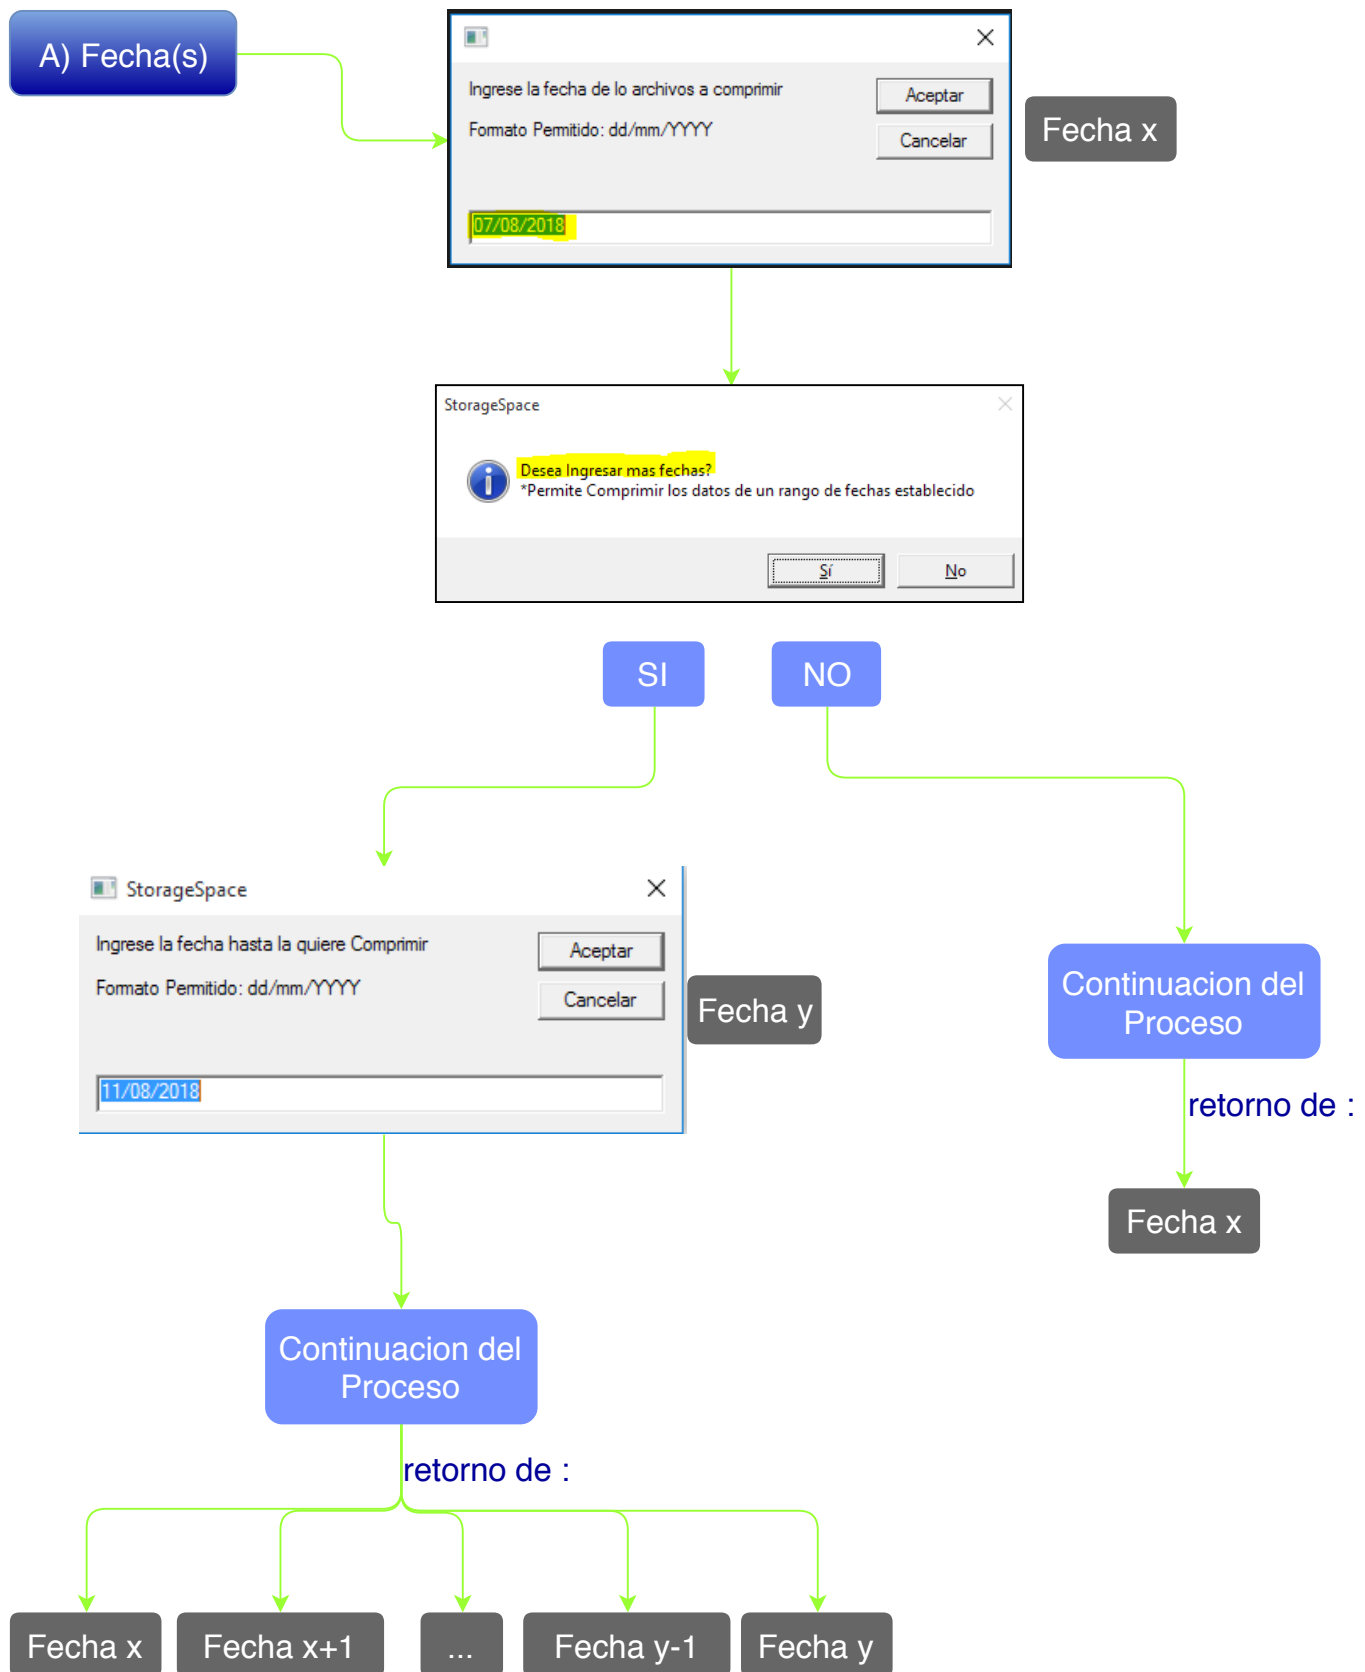 A) Fecha(s)
Ingrese la fecha de lo archivos a comprimir
Aceptar
Formato Permitido: dd/mm/YYYY
Cancelar
Fecha x
07/08/2018
StorageSpace
Desea Ingresar mas fechas?
*Permite Comprimir los datos de un rango de fechas establecido
Sí
No
SI
NO
StorageSpace
Ingrese la fecha hasta la quiere Comprimir
Aceptar
Formato Permitido: dd/mm/YYYY
Cancelar
Fecha y
11/08/2018
Continuacion del
Proceso
retorno de :
Fecha x
Continuacion del
Proceso
retorno de :
Fecha x
Fecha x+1
...
Fecha y-1
Fecha y